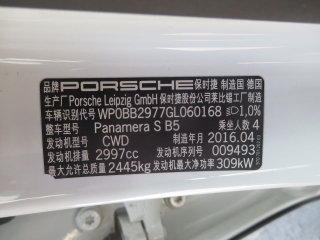 品牌 PORSCHE 保时捷 制造国 德国
生产厂 Porsche Leipzig GmbH 保时捷股份公司莱比锡工厂制造
车辆识别代号 WP0BB2977GL060168 1,0%
整车型号 Panamera S B5 乘坐人数 4
发动机型号 CWD 制造年月 2016.04
发动机排量 2997cc 发动机号 009493
最大允许总质量 2445kg 发动机最大净功率 309kW